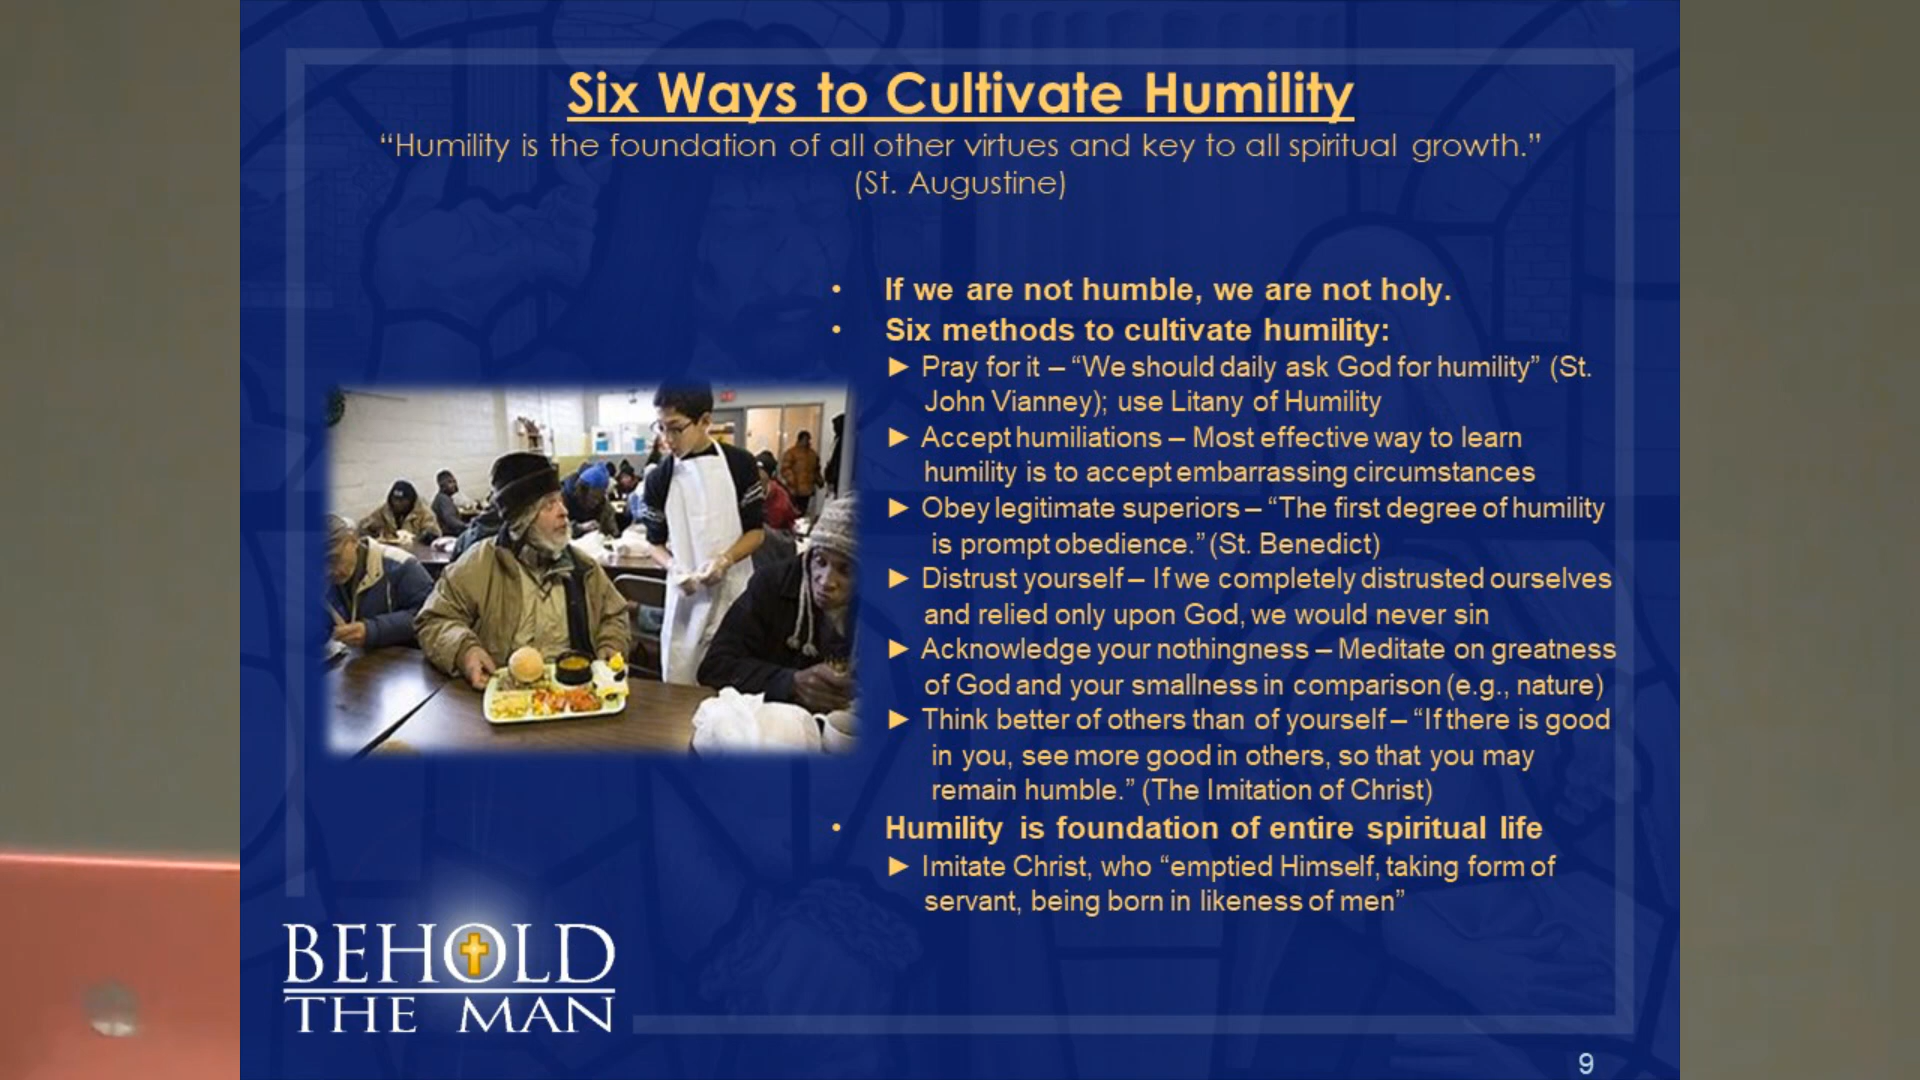 Six Ways to Cultivate Humility
“Humility is the foundation of all other virtues and key to all spiritual growth.”
(St. Augustine)
• If we are not humble, we are not holy.
• Six methods to cultivate humility:
► Pray for it – “We should daily ask God for humility” (St.
John Vianney); use Litany of Humility
► Accept humiliations – Most effective way to learn
humility is to accept embarrassing circumstances
► Obey legitimate superiors – “The first degree of humility
is prompt obedience.” (St. Benedict)
► Distrust yourself – If we completely distrusted ourselves
and relied only upon God, we would never sin
► Acknowledge your nothingness – Meditate on greatness
of God and your smallness in comparison (e.g., nature)
► Think better of others than of yourself – “If there is good
in you, see more good in others, so that you may
remain humble.” (The Imitation of Christ)
• Humility is foundation of entire spiritual life
► Imitate Christ, who “emptied Himself, taking form of
servant, being born in likeness of men”
BEHOLD
THE MAN
9